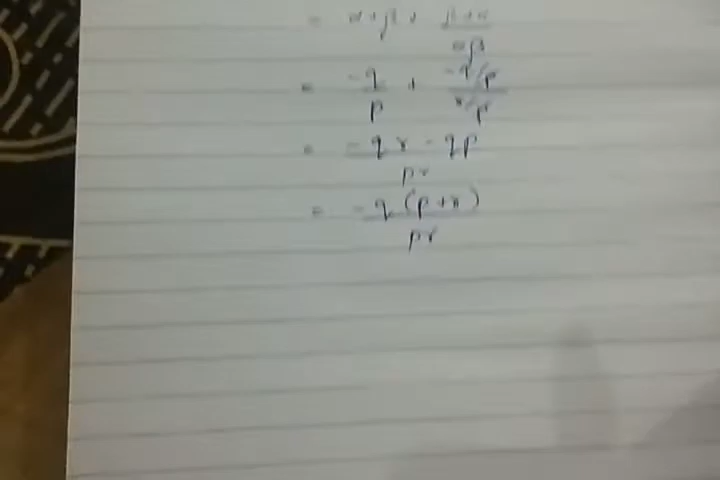 = α+β + β+α/αβ
= -q/p + -q/p/r/p
= -qr - qp/pr
= -q(p+r)/pr